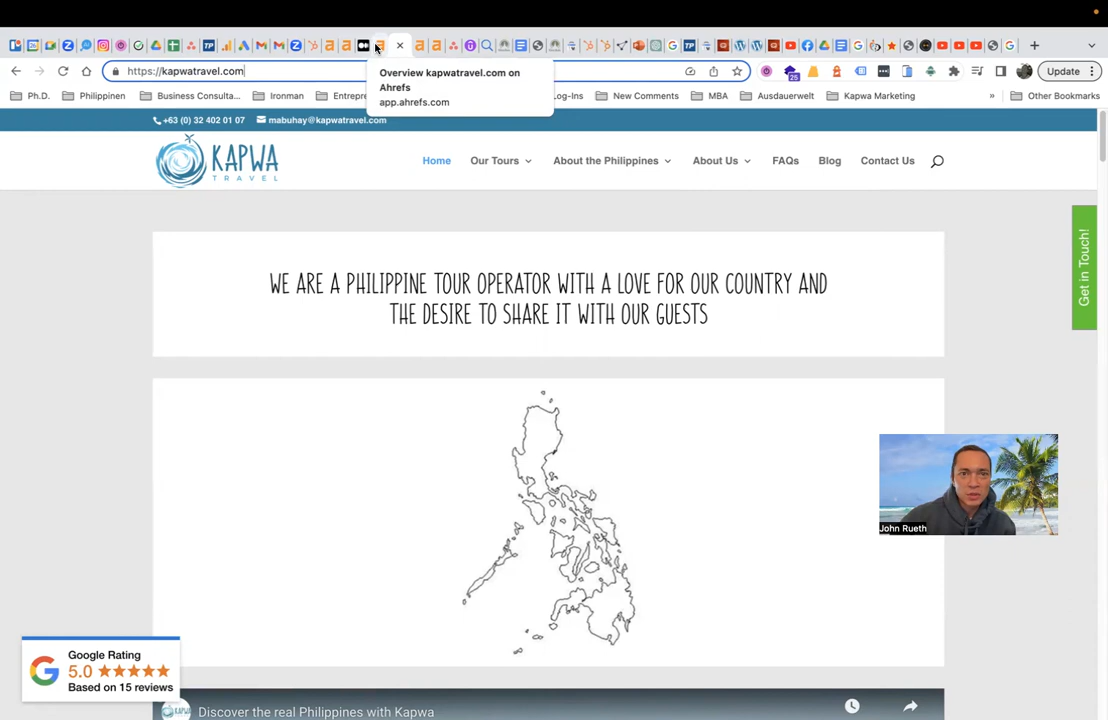 https://kapwatravel.com
Overview kapwatravel.com on
Ahrefs
app.ahrefs.com
25
Update
Ph.D.
Philippinen
Business Consulta...
Ironman
Entrepre
Log-Ins
New Comments
MBA
Ausdauerwelt
Kapwa Marketing
»
Other Bookmarks
+63 (0) 32 402 01 07
mabuhay@kapwatravel.com
KAPWA
TRAVEL
Home
Our Tours
About the Philippines
About Us
FAQs
Blog
Contact Us
Get in Touch!
WE ARE A PHILIPPINE TOUR OPERATOR WITH A LOVE FOR OUR COUNTRY AND
THE DESIRE TO SHARE IT WITH OUR GUESTS
John Rueth
Google Rating
5.0
Based on 15 reviews
Discover the real Philippines with Kapwa